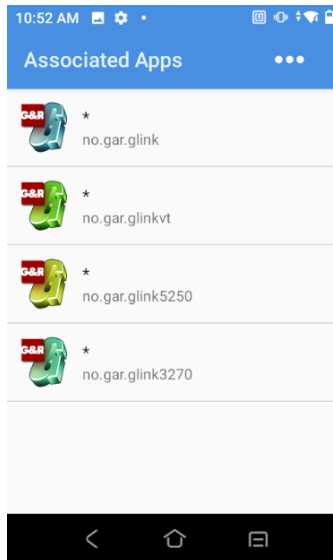 10:52 AM
Associated Apps
G&R
*
no.gar.glink
G&R
*
no.gar.glinkvt
G&R
*
no.gar.glink5250
G&R
*
no.gar.glink3270